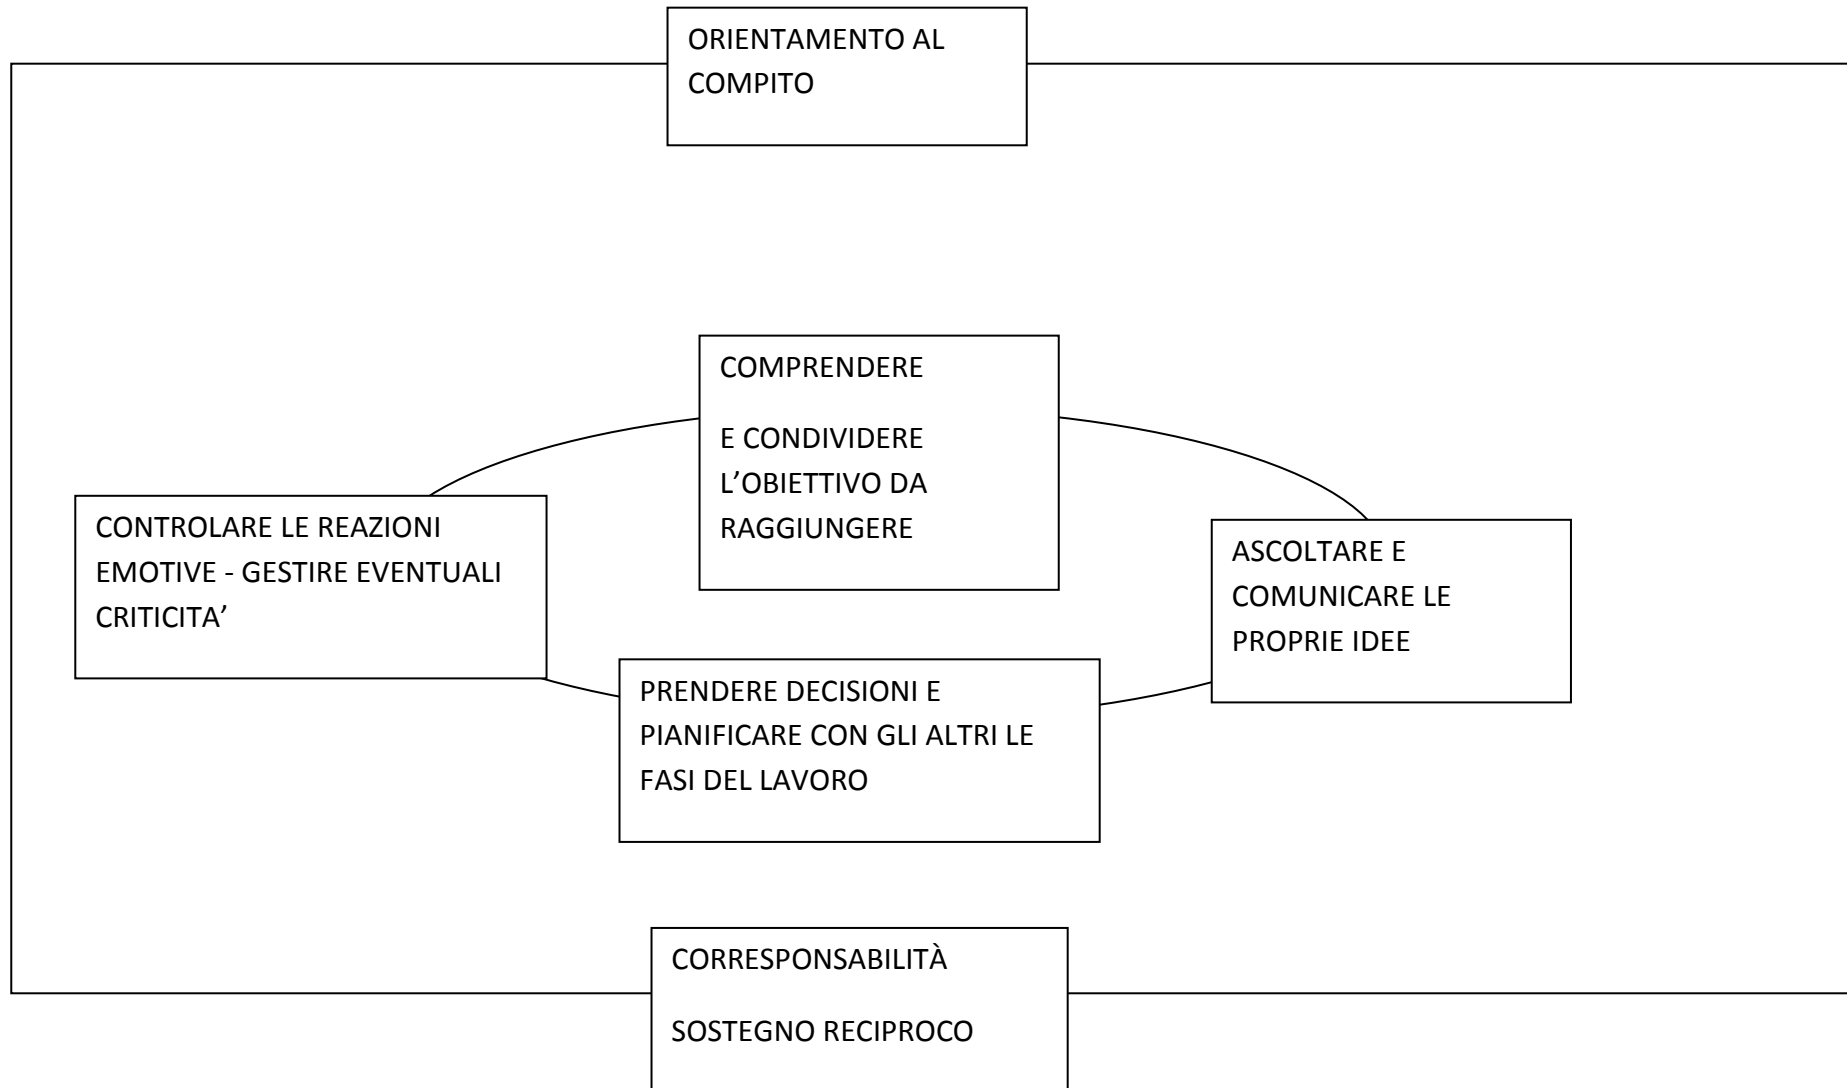 ORIENTAMENTO AL
COMPITO
COMPRENDERE
E CONDIVIDERE
L’OBIETTIVO DA
RAGGIUNGERE
CONTROLARE LE REAZIONI
EMOTIVE - GESTIRE EVENTUALI
CRITICITA’
ASCOLTARE E
COMUNICARE LE
PROPRIE IDEE
PRENDERE DECISIONI E
PIANIFICARE CON GLI ALTRI LE
FASI DEL LAVORO
CORRESPONSABILITÀ
SOSTEGNO RECIPROCO